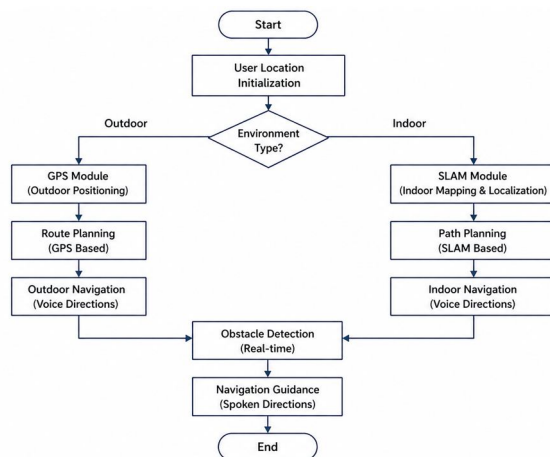 Start
User Location
Initialization
Outdoor
Environment
Type?
Indoor
GPS Module
(Outdoor Positioning)
SLAM Module
(Indoor Mapping & Localization)
Route Planning
(GPS Based)
Path Planning
(SLAM Based)
Outdoor Navigation
(Voice Directions)
Indoor Navigation
(Voice Directions)
Obstacle Detection
(Real-time)
Navigation Guidance
(Spoken Directions)
End